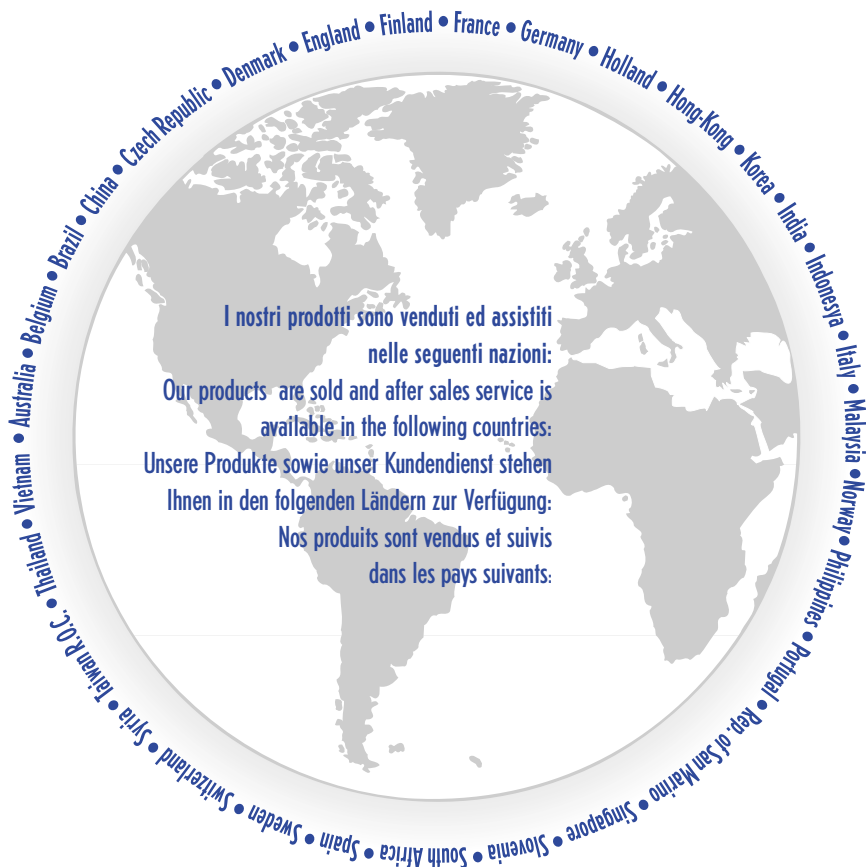 Australia • Belgium • Brazil • China • Czech Republic • Denmark • England • Finland • France • Germany • Holland • Hong-Kong • Korea • India • Indonesya • Italy • Malaysia • Norway • Philippines • Portugal • Rep. of San Marino • Singapore • Slovenia • South Africa • Spain • Sweden • Switzerland • Syria • Taiwan R.O.C. • Thailand • Vietnam •
I nostri prodotti sono venduti ed assistiti
nelle seguenti nazioni:
Our products are sold and after sales service is
available in the following countries:
Unsere Produkte sowie unser Kundendienst stehen
Ihnen in den folgenden Ländern zur Verfügung:
Nos produits sont vendus et suivis
dans les pays suivants: